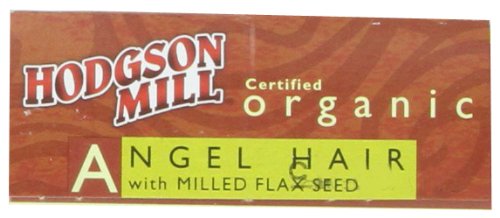 HODGSON
MILL
Certified
organic
ANGEL HAIR
with MILLED FLAX SEED